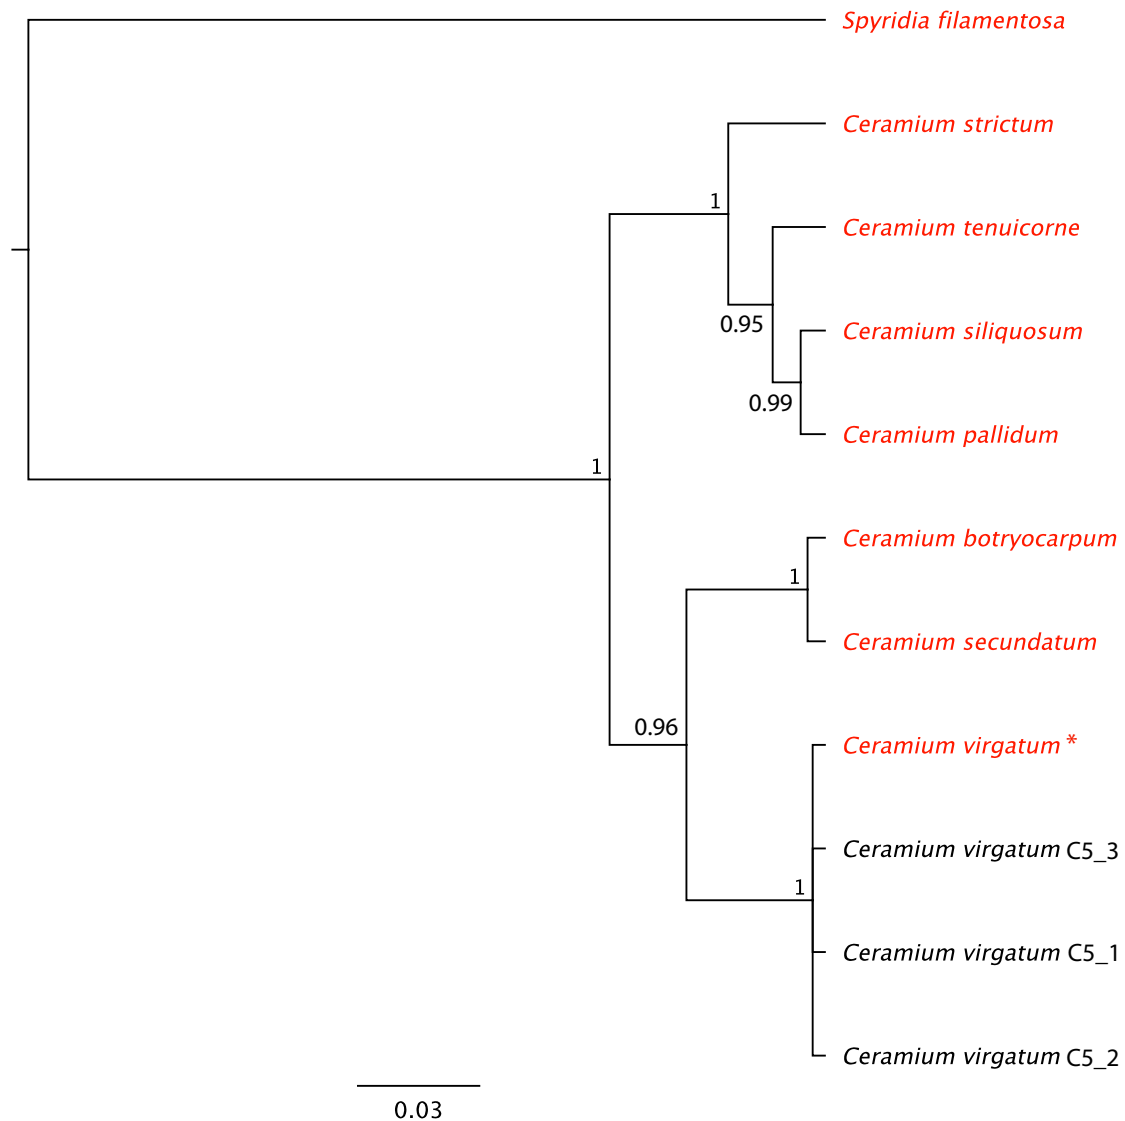 Spyridia filamentosa
Ceramium strictum
1
Ceramium tenuicorne
0.95
Ceramium siliquosum
0.99
Ceramium pallidum
1
Ceramium botryocarpum
1
Ceramium secundatum
0.96
Ceramium virgatum *
Ceramium virgatum C5_3
1
Ceramium virgatum C5_1
Ceramium virgatum C5_2
0.03